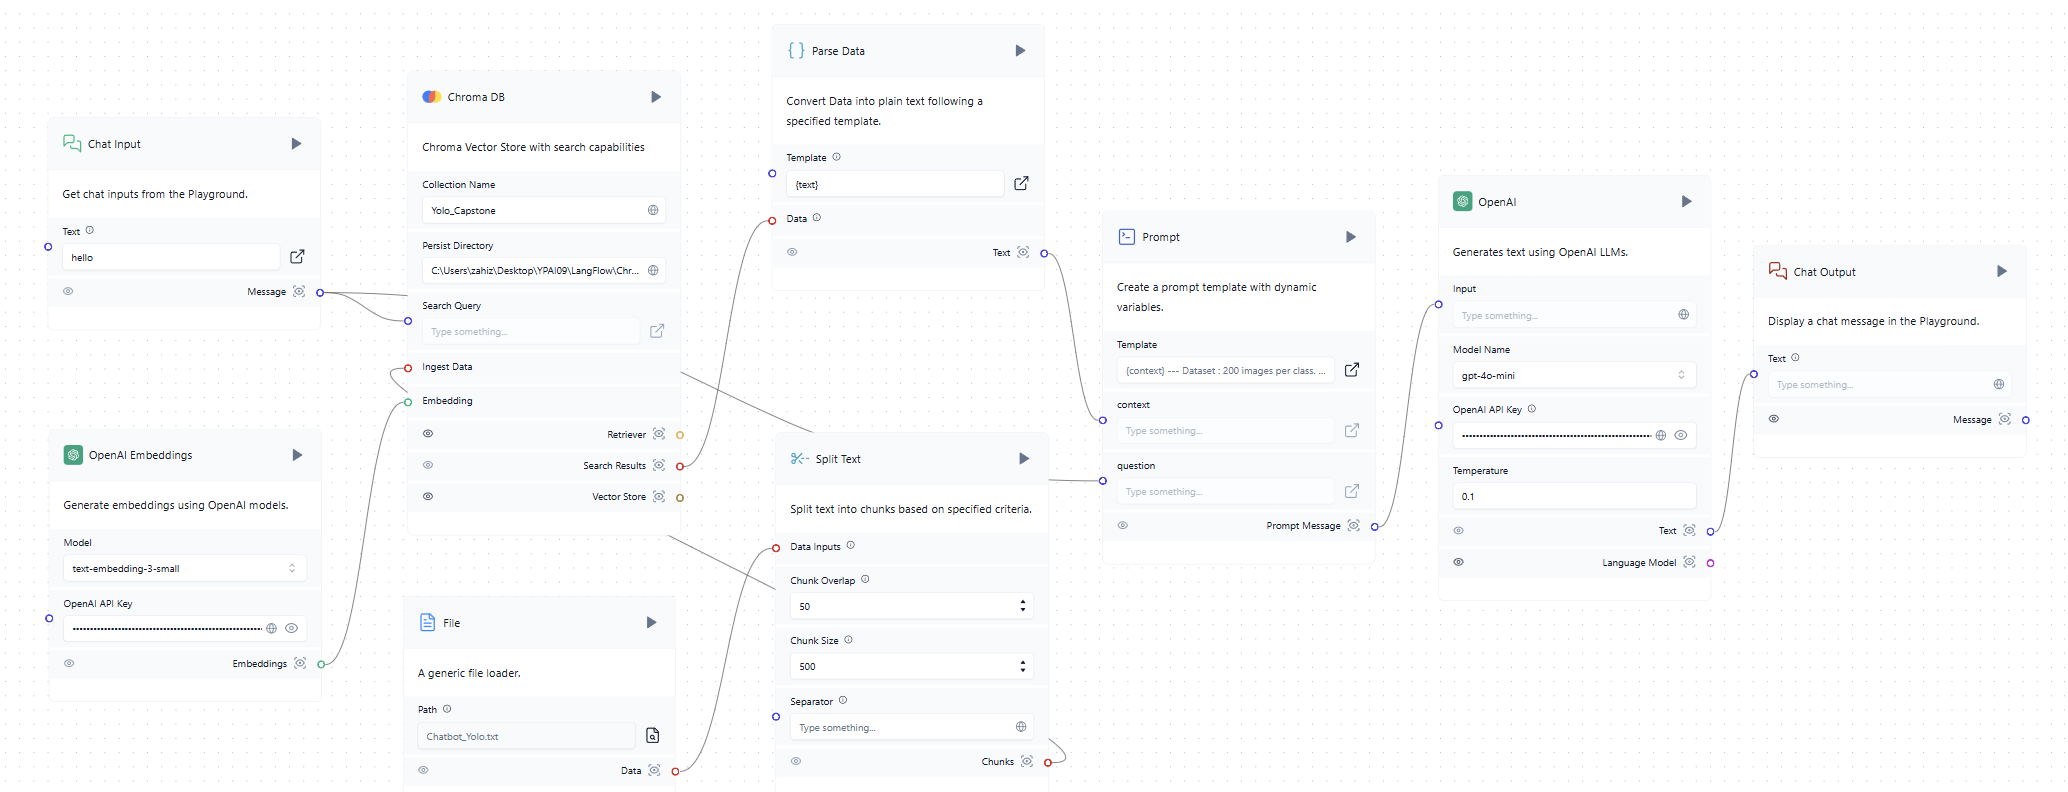 Chat Input
Get chat inputs from the Playground.
Text
hello
Message
OpenAI Embeddings
Generate embeddings using OpenAI models.
Model
text-embedding-3-small
OpenAI API Key
Embeddings
Chroma DB
Chroma Vector Store with search capabilities
Collection Name
Yolo_Capstone
Persist Directory
C:\Users\zahiz\Desktop\YPAI09\LangFlow\Chr...
Search Query
Type something...
Ingest Data
Embedding
Retriever
Search Results
Vector Store
File
A generic file loader.
Path
Chatbot_Yolo.txt
Data
Parse Data
Convert Data into plain text following a
specified template.
Template
{text}
Data
Text
Split Text
Split text into chunks based on specified criteria.
Data Inputs
Chunk Overlap
50
Chunk Size
500
Separator
Type something...
Chunks
Prompt
Create a prompt template with dynamic
variables.
Template
{context} --- Dataset : 200 images per class. ...
context
Type something...
question
Type something...
Prompt Message
OpenAI
Generates text using OpenAI LLMs.
Input
Type something...
Model Name
gpt-4o-mini
OpenAI API Key
Temperature
0.1
Text
Language Model
Chat Output
Display a chat message in the Playground.
Text
Type something...
Message